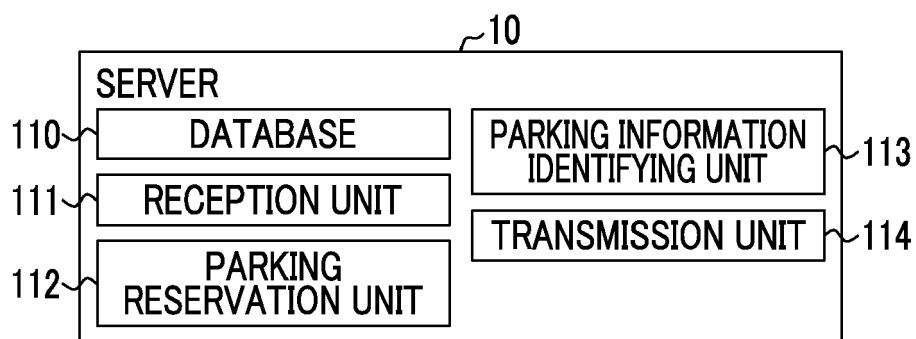 10
SERVER
110
DATABASE
111
RECEPTION UNIT
112
PARKING
RESERVATION UNIT
PARKING INFORMATION
IDENTIFYING UNIT
113
TRANSMISSION UNIT
114